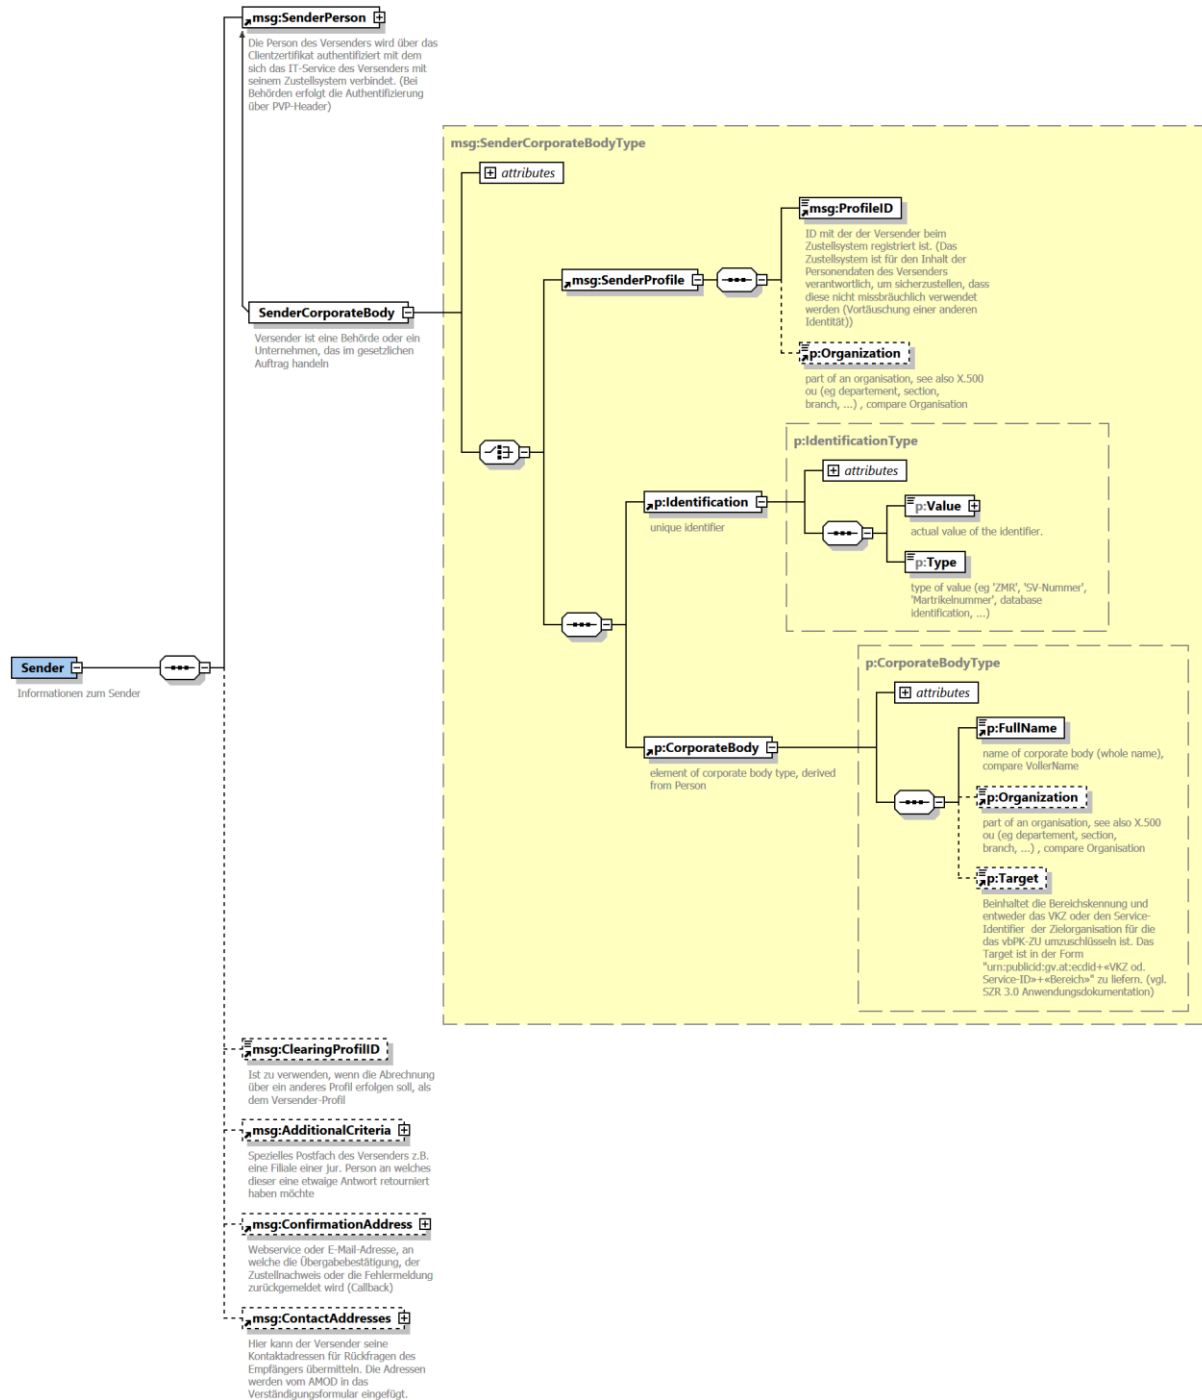 msg:SenderPerson
Die Person des Versenders wird über das
Clientzertifikat authentifiziert mit dem
sich das IT-Service des Versenders mit
seinem Zustellsystem verbindet. (Bei
Behörden erfolgt die Authentifizierung
über PVP-Header)
msg:SenderCorporateBodyType
attributes
msg:ProfileID
ID mit der der Versender beim
Zustellsystem registriert ist. (Das
Zustellsystem ist für den Inhalt der
Personendaten des Versenders
verantwortlich, um sicherzustellen, dass
diese nicht missbräuchlich verwendet
werden (Vortäuschung einer anderen
Identität))
msg:SenderProfile
SenderCorporateBody
Versender ist eine Behörde oder ein
Unternehmen, das im gesetzlichen
Auftrag handeln
p:Organization
part of an organisation, see also X.500
ou (eg departement, section,
branch, ...) , compare Organisation
p:IdentificationType
attributes
p:Identification
unique identifier
p:Value
actual value of the identifier.
p:Type
type of value (eg 'ZMR', 'SV-Nummer',
'Martrikelnummer', database
identification, ...)
Sender
Informationen zum Sender
p:CorporateBodyType
attributes
p:CorporateBody
element of corporate body type, derived
from Person
p:FullName
name of corporate body (whole name),
compare VollerName
p:Organization
part of an organisation, see also X.500
ou (eg departement, section,
branch, ...) , compare Organisation
p:Target
Beinhaltet die Bereichskennung und
entweder das VKZ oder den Service-
Identifier der Zielorganisation für die
das vbPK-ZU umzuschlüsseln ist. Das
Target ist in der Form
"urn:publicid:gv.at:ecdid+«VKZ od.
Service-ID»+«Bereich»" zu liefern. (vgl.
SZR 3.0 Anwendungsdokumentation)
msg:ClearingProfilID
Ist zu verwenden, wenn die Abrechnung
über ein anderes Profil erfolgen soll, als
dem Versender-Profil
msg:AdditionalCriteria
Spezielles Postfach des Versenders z.B.
eine Filiale einer jur. Person an welches
dieser eine etwaige Antwort retourniert
haben möchte
msg:ConfirmationAddress
Webservice oder E-Mail-Adresse, an
welche die Übergabebestätigung, der
Zustellnachweis oder die Fehlermeldung
zurückgemeldet wird (Callback)
msg:ContactAddresses
Hier kann der Versender seine
Kontaktadressen für Rückfragen des
Empfängers übermitteln. Die Adressen
werden vom AMOD in das
Verständigungsformular eingefügt.